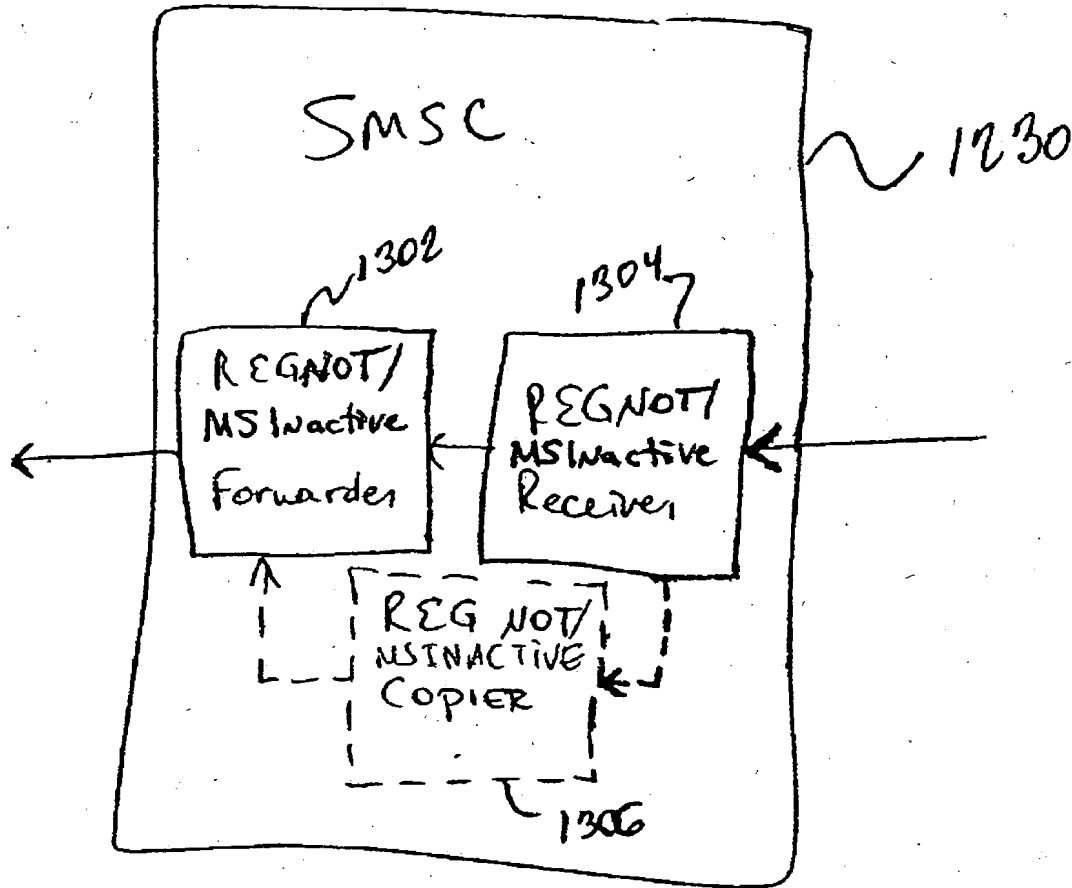 SMSC
1230
1302
1304
REGNOT/
MSInactive
Forwarder
REGNOT/
MSInactive
Receiver
REG NOT/
MSINACTIVE
COPIER
1306